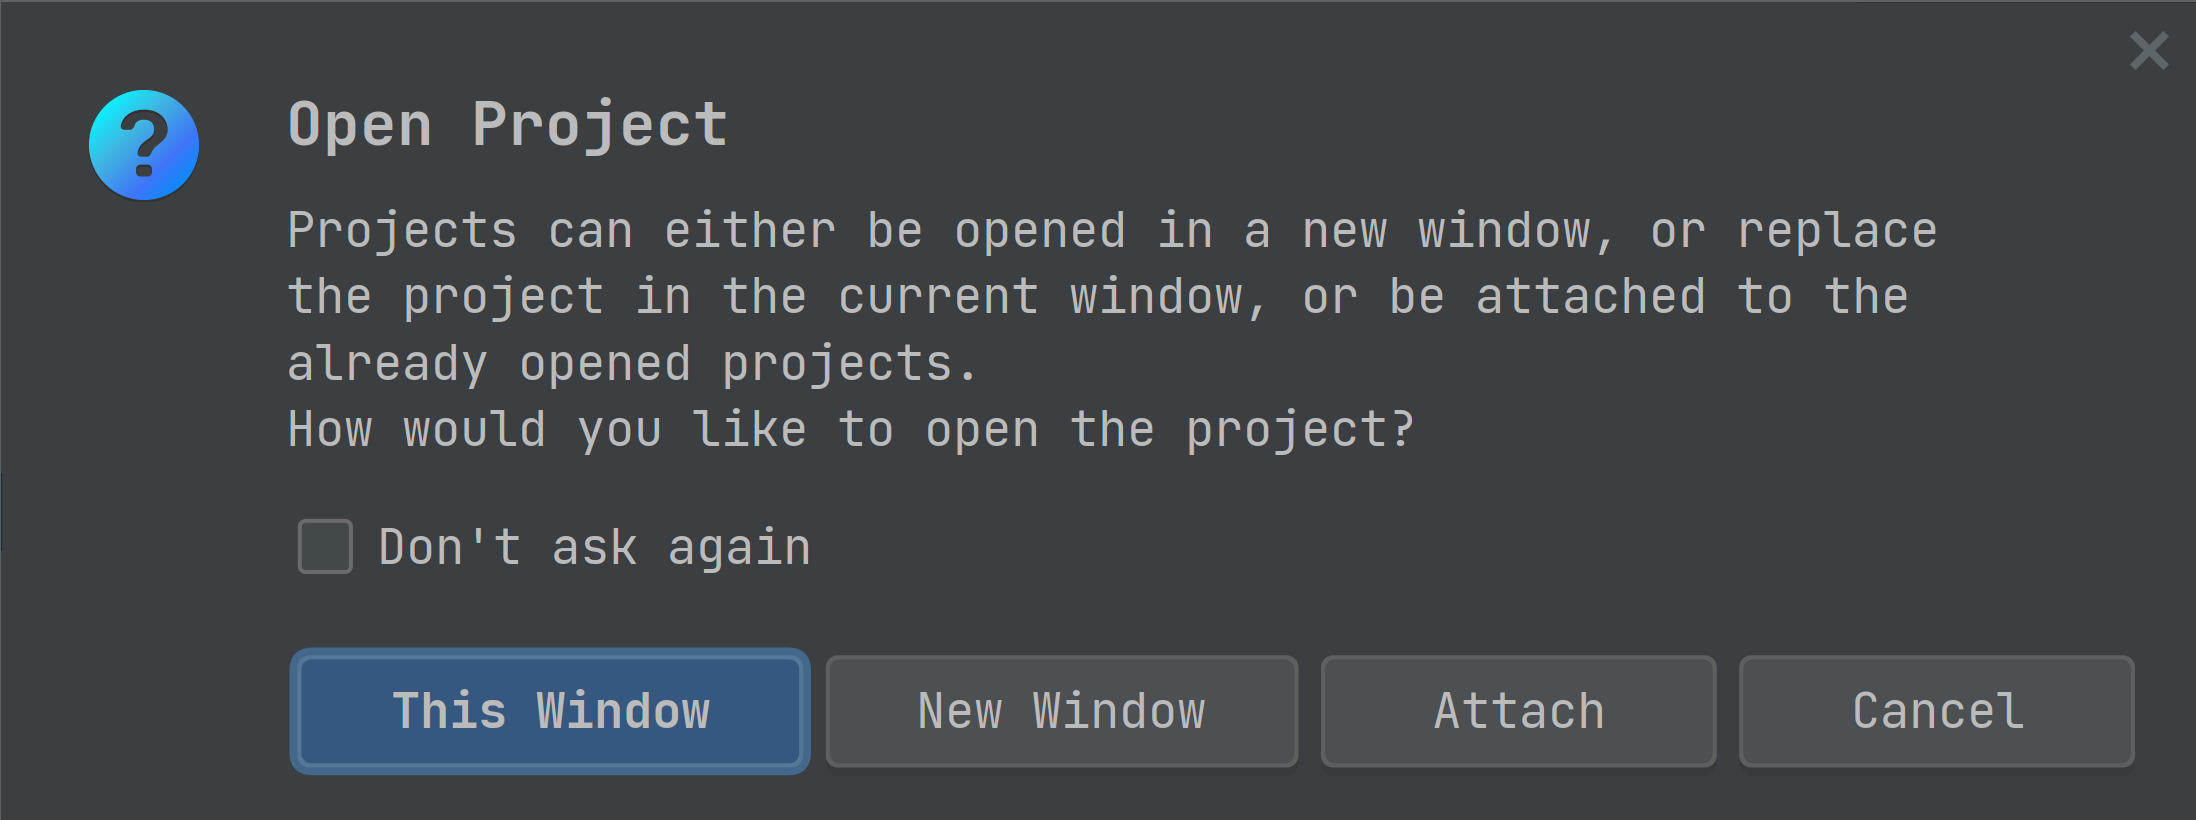 Open Project
Projects can either be opened in a new window, or replace
the project in the current window, or be attached to the
already opened projects.
How would you like to open the project?
Don't ask again
This Window New Window Attach Cancel